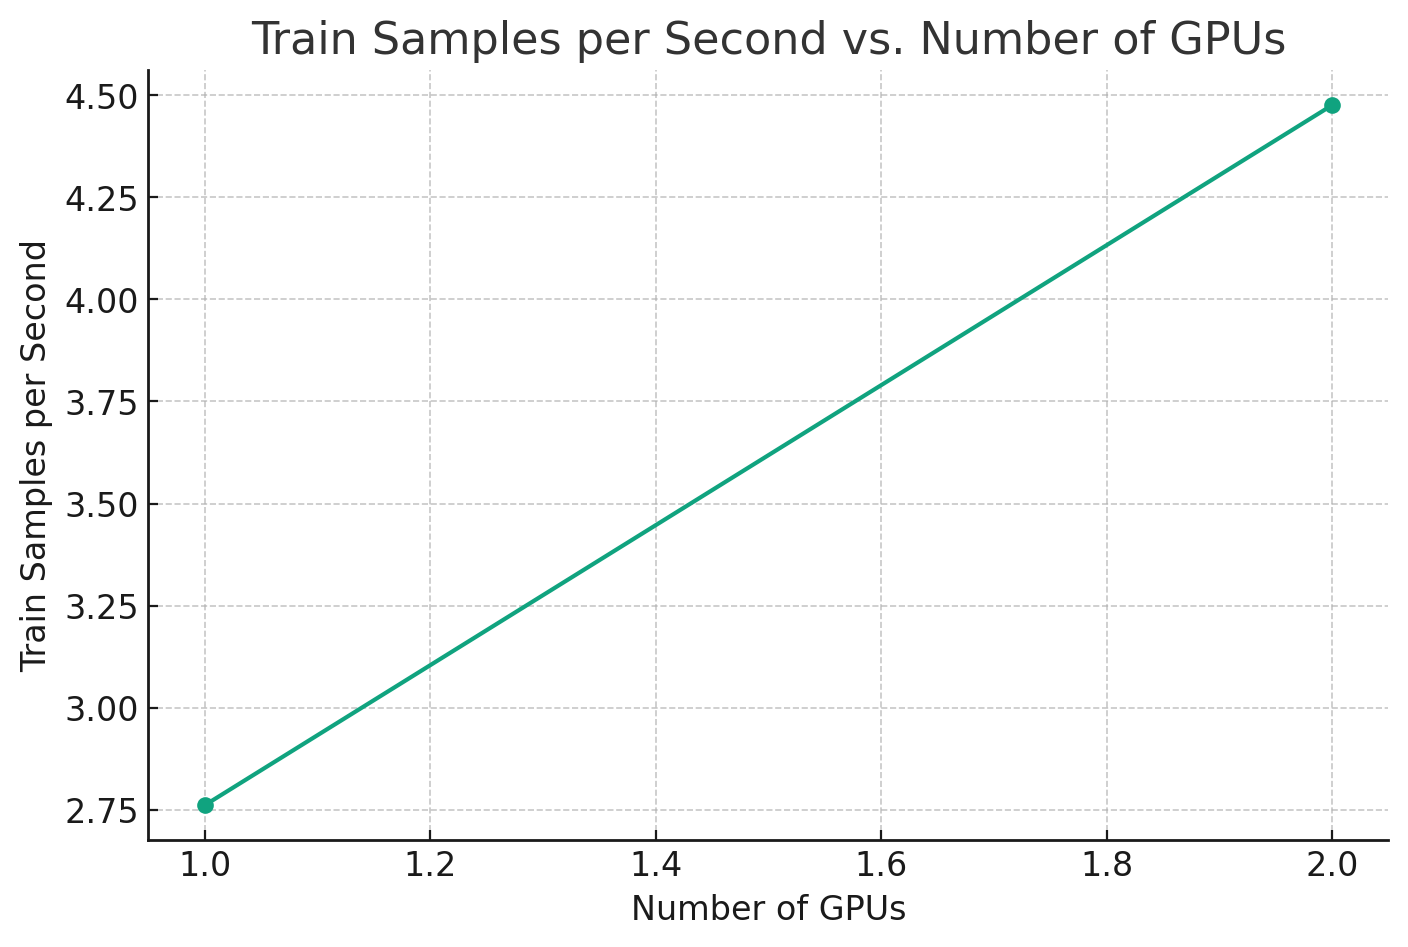 Train Samples per Second vs. Number of GPUs
4.50
4.25
4.00
3.75
3.50
3.25
3.00
2.75
Train Samples per Second
1.0 1.2 1.4 1.6 1.8 2.0
Number of GPUs